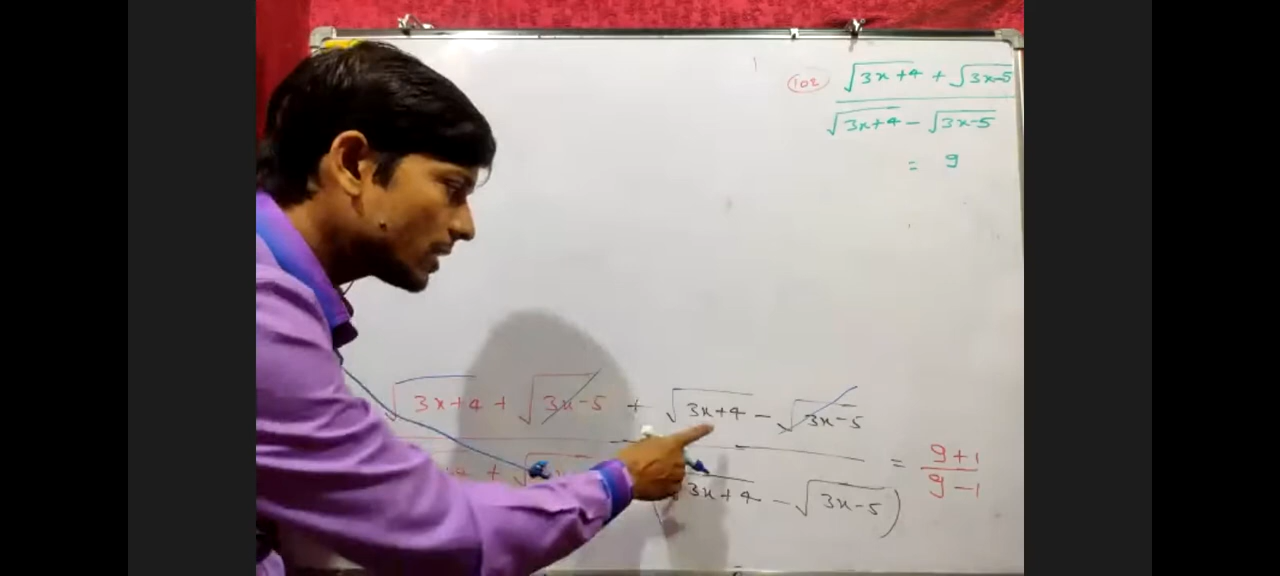 102 √3x+4 + √3x-5
√3x+4 - √3x-5
= 9
√3x+4 + √3x-5 + √3x+4 - √3x-5 = 9+1
+ √ 3x+4 - √3x-5) 9-1